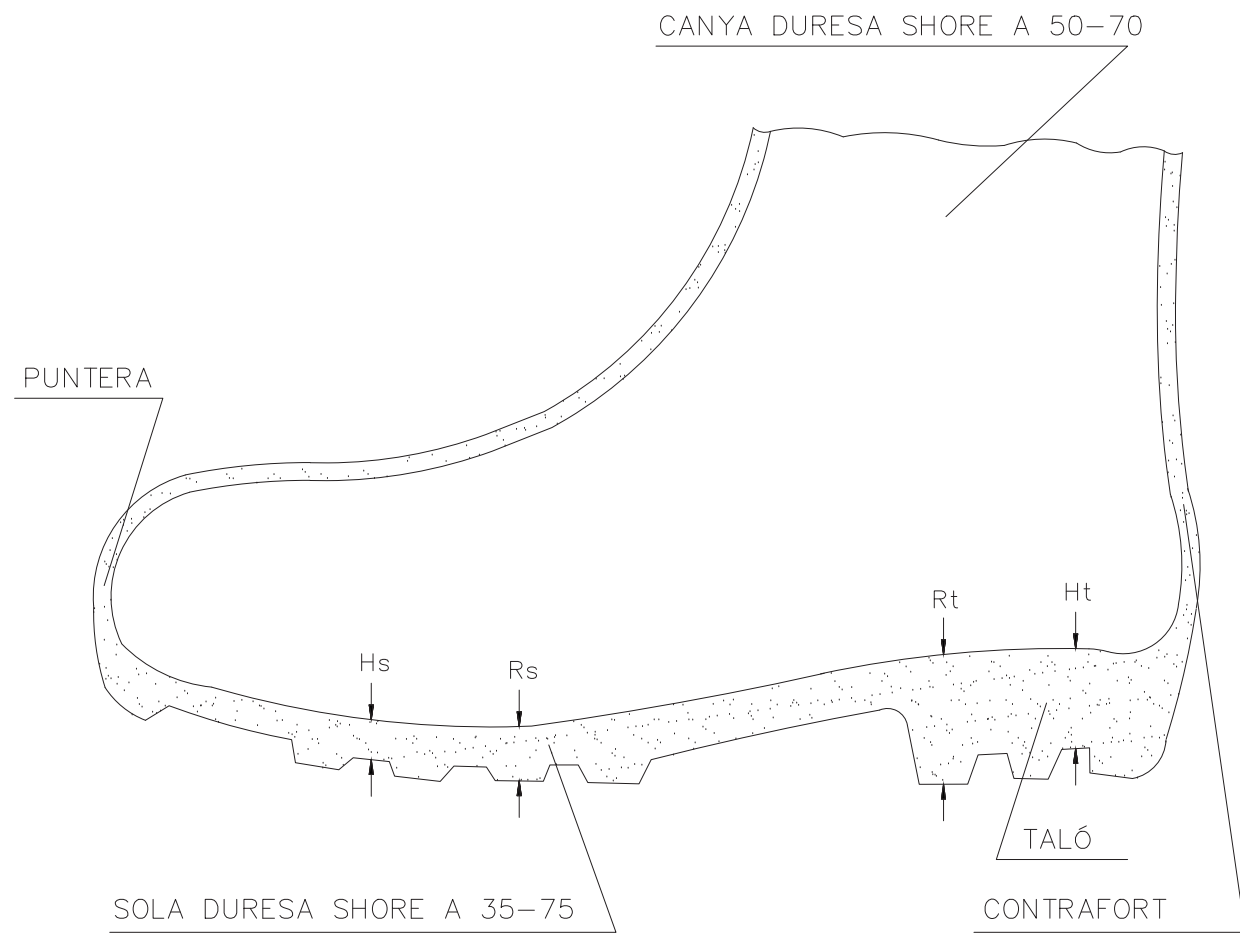 CANYA DURESA SHORE A 50-70
PUNTERA
Rt
Ht
Hs
Rs
TALÓ
SOLA DURESA SHORE A 35-75
CONTRAFORT